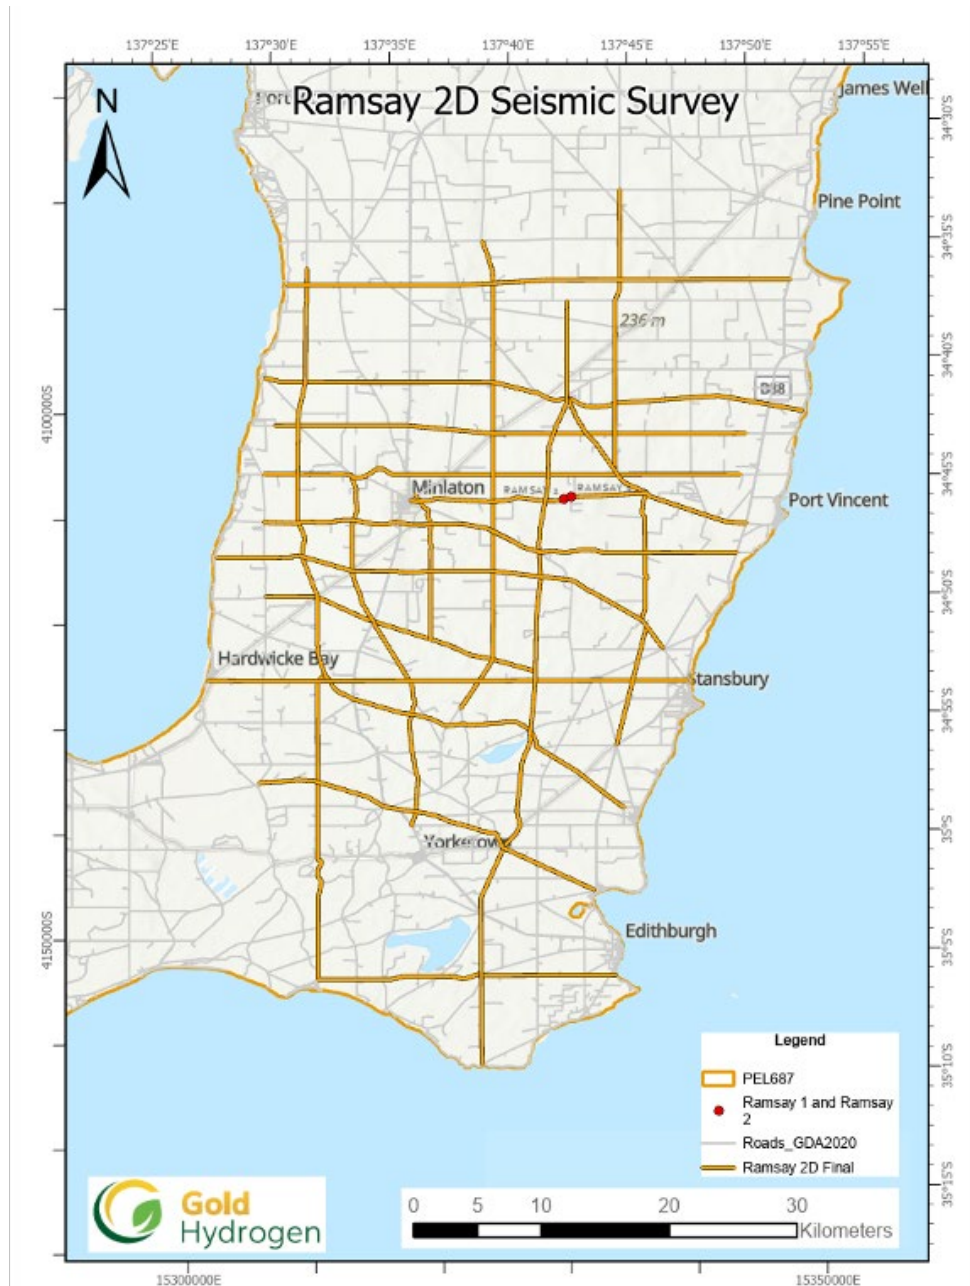 137°25'E
137°30'E
137°35'E
137°40'E
137°45'E
137°50'E
137°55'E
N
Ramsay 2D Seismic Survey
James Well
34°30'S
Pine Point
34°35'S
236 m
34°40'S
B88
4100000S
34°45'S
Minlaton
RAMSAY
RAMSAY
Port Vincent
34°50'S
Hardwicke Bay
Stansbury
34°55'S
35°S
Edithburgh
4150000S
35°5'S
Legend
PEL687
Ramsay 1 and Ramsay
2
Roads_GDA2020
Ramsay 2D Final
35°10'S
35°15'S
Gold
Hydrogen
0 5 10 20 30
Kilometers
15300000E
15350000E